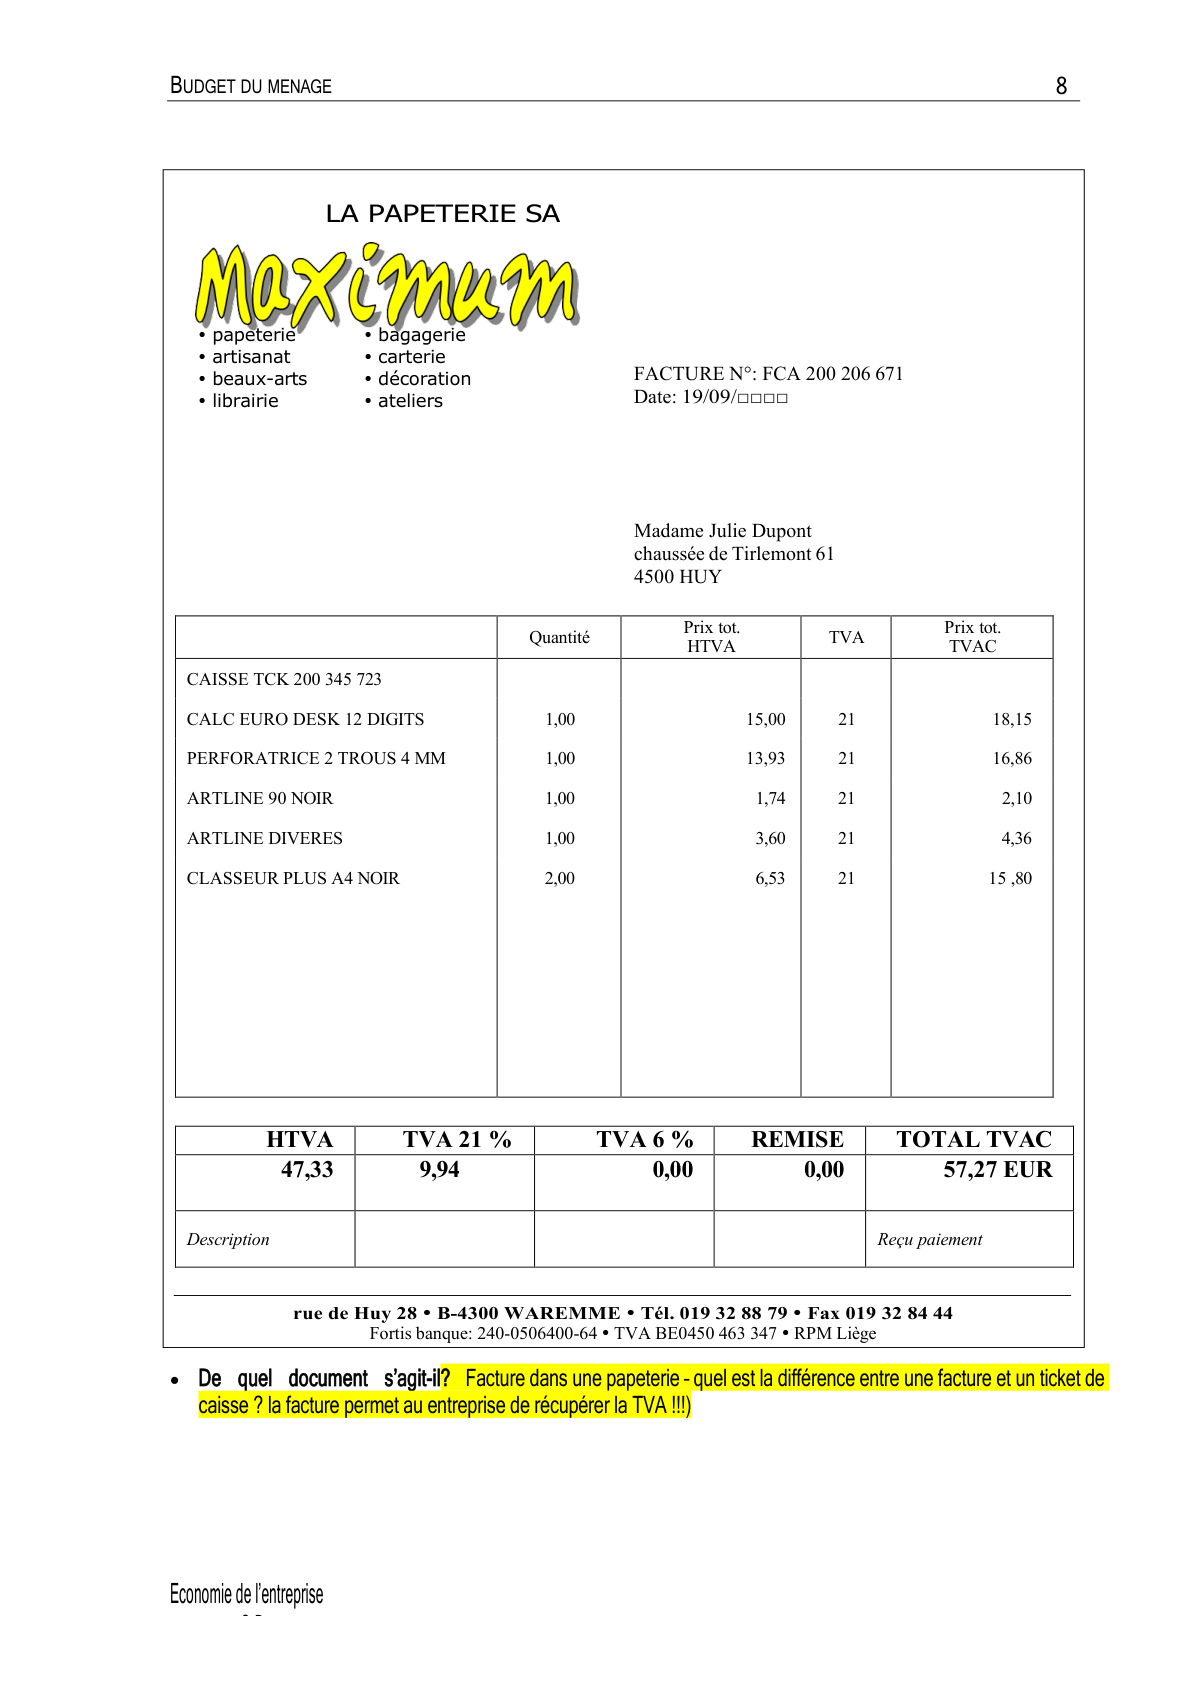 BUDGET DU MENAGE 8
LA PAPETERIE SA
Maximum
• papeterie • bagagerie
• artisanat • carterie
• beaux-arts • décoration
• librairie • ateliers
FACTURE N°: FCA 200 206 671
Date: 19/09/□□□□
Madame Julie Dupont
chaussée de Tirlemont 61
4500 HUY
Quantité Prix tot. HTVA TVA Prix tot. TVAC
CAISSE TCK 200 345 723
CALC EURO DESK 12 DIGITS 1,00 15,00 21 18,15
PERFORATRICE 2 TROUS 4 MM 1,00 13,93 21 16,86
ARTLINE 90 NOIR 1,00 1,74 21 2,10
ARTLINE DIVERES 1,00 3,60 21 4,36
CLASSEUR PLUS A4 NOIR 2,00 6,53 21 15 ,80
HTVA TVA 21 % TVA 6 % REMISE TOTAL TVAC
47,33 9,94 0,00 0,00 57,27 EUR
Description Reçu paiement
rue de Huy 28 • B-4300 WAREMME • Tél. 019 32 88 79 • Fax 019 32 84 44
Fortis banque: 240-0506400-64 • TVA BE0450 463 347 • RPM Liège
• De quel document s’agit-il? Facture dans une papeterie - quel est la différence entre une facture et un ticket de
caisse ? la facture permet au entreprise de récupérer la TVA !!!)
Economie de l’entreprise